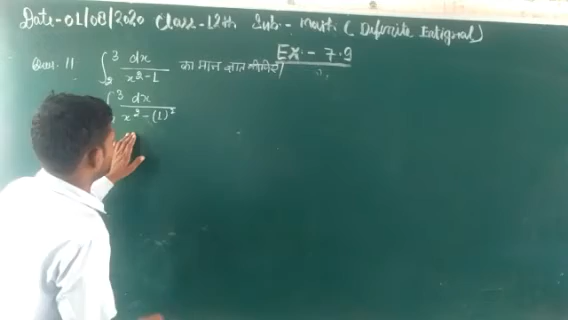 Date-01/08/2020 Class-12th Sub:- Math ( Definite Intigral)
Ex - 7.9
Ques. 11 ∫₂³ dx/(x²-1) का मान ज्ञात कीजिए।
∫₂³ dx/(x²-(1)²)